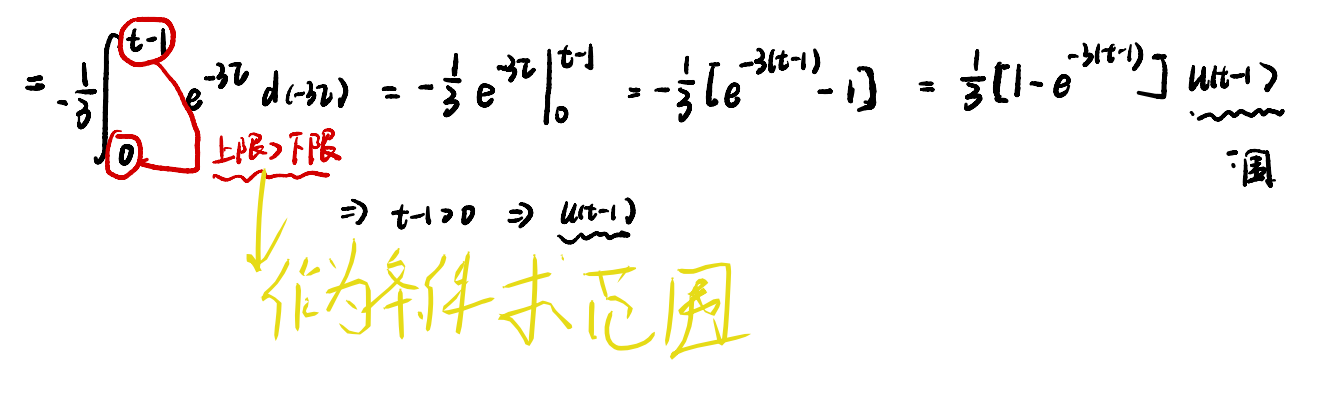 = -1/3 ∫₀^{t-1} e^{-3τ} d(-3τ) = -1/3 e^{-3τ} |₀^{t-1} = -1/3 [e^{-3(t-1)} - 1] = 1/3 [1 - e^{-3(t-1)}] u(t-1)
上限>下限
围
⇒ t-1>0 ⇒ u(t-1)
作为条件求范围